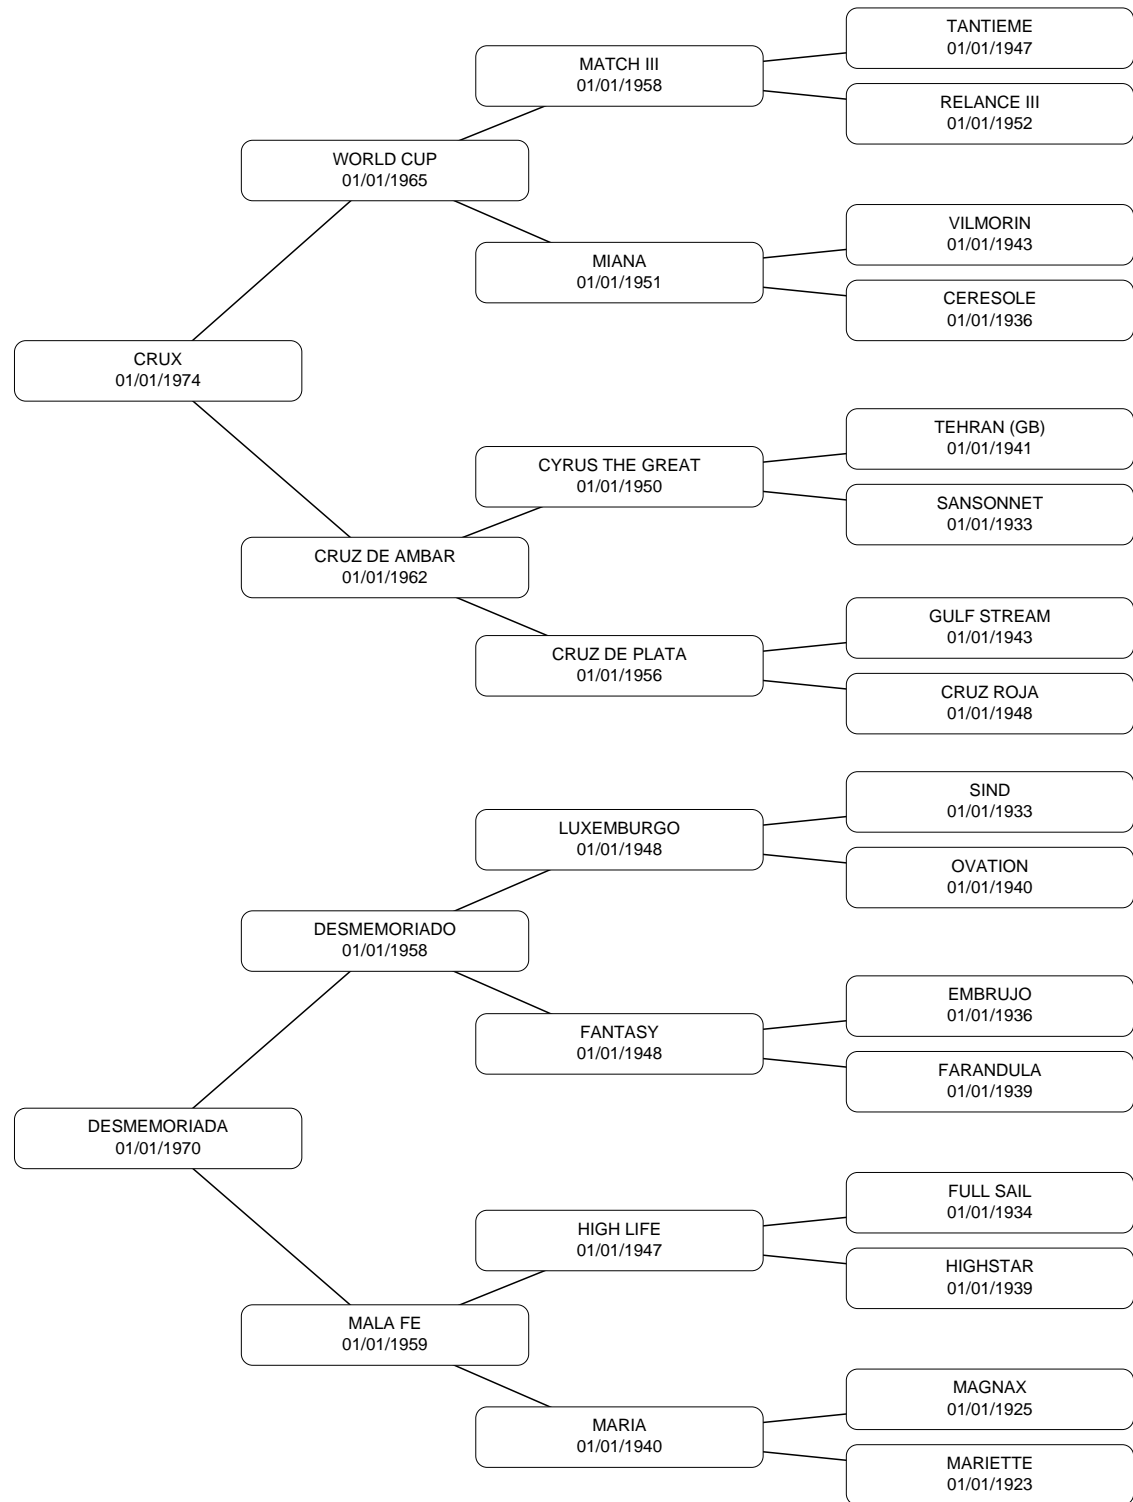 TANTIEME
01/01/1947
MATCH III
01/01/1958
RELANCE III
01/01/1952
WORLD CUP
01/01/1965
VILMORIN
01/01/1943
MIANA
01/01/1951
CERESOLE
01/01/1936
CRUX
01/01/1974
TEHRAN (GB)
01/01/1941
CYRUS THE GREAT
01/01/1950
SANSONNET
01/01/1933
CRUZ DE AMBAR
01/01/1962
GULF STREAM
01/01/1943
CRUZ DE PLATA
01/01/1956
CRUZ ROJA
01/01/1948
SIND
01/01/1933
LUXEMBURGO
01/01/1948
OVATION
01/01/1940
DESMEMORIADO
01/01/1958
EMBRUJO
01/01/1936
FANTASY
01/01/1948
FARANDULA
01/01/1939
DESMEMORIADA
01/01/1970
FULL SAIL
01/01/1934
HIGH LIFE
01/01/1947
HIGHSTAR
01/01/1939
MALA FE
01/01/1959
MAGNAX
01/01/1925
MARIA
01/01/1940
MARIETTE
01/01/1923